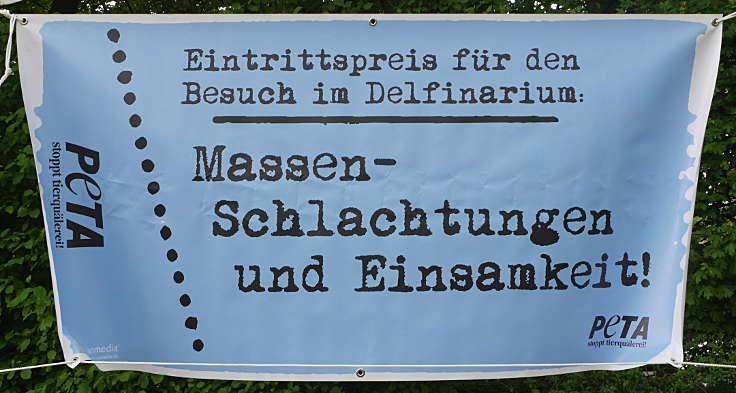 Eintrittspreis für den
Besuch im Delfinarium:
Massen-
Schlachtungen
und Einsamkeit!
PeTA
stoppt tierquälerei!
PeTA
stoppt tierquälerei!